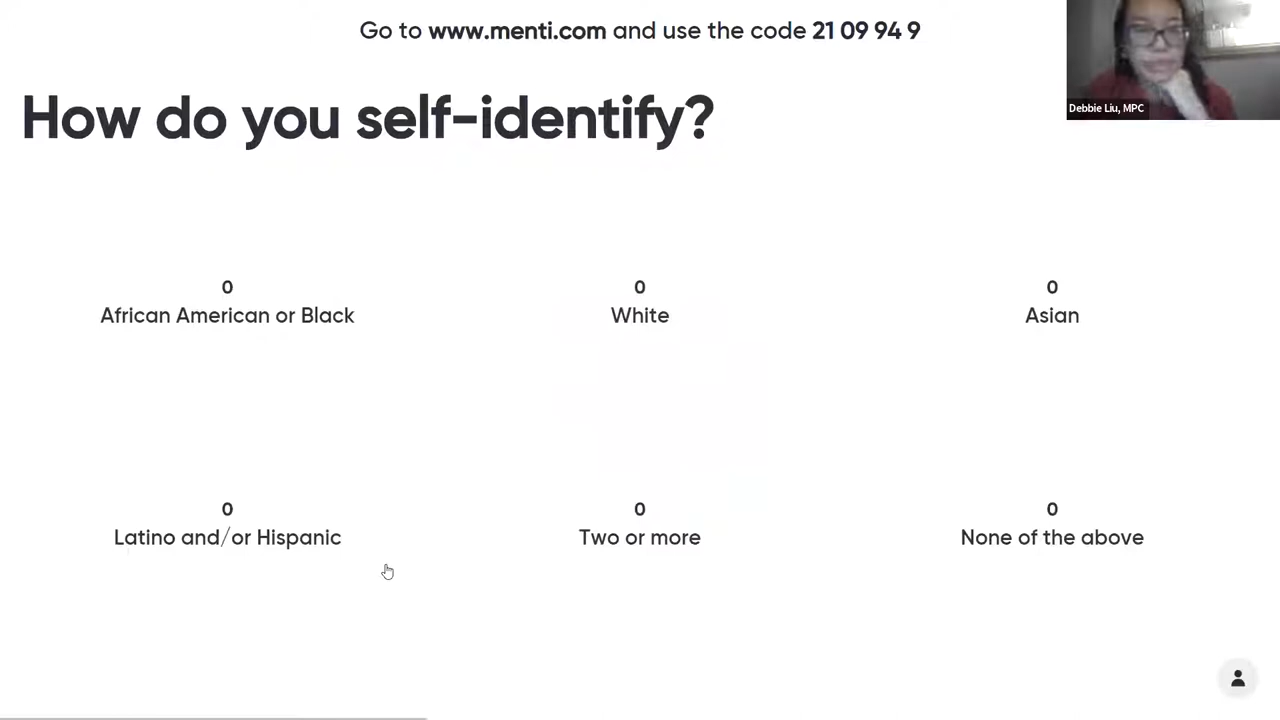 Go to www.menti.com and use the code 21 09 94 9
Debbie Liu, MPC
How do you self-identify?
0
African American or Black
0
White
0
Asian
0
Latino and/or Hispanic
0
Two or more
0
None of the above